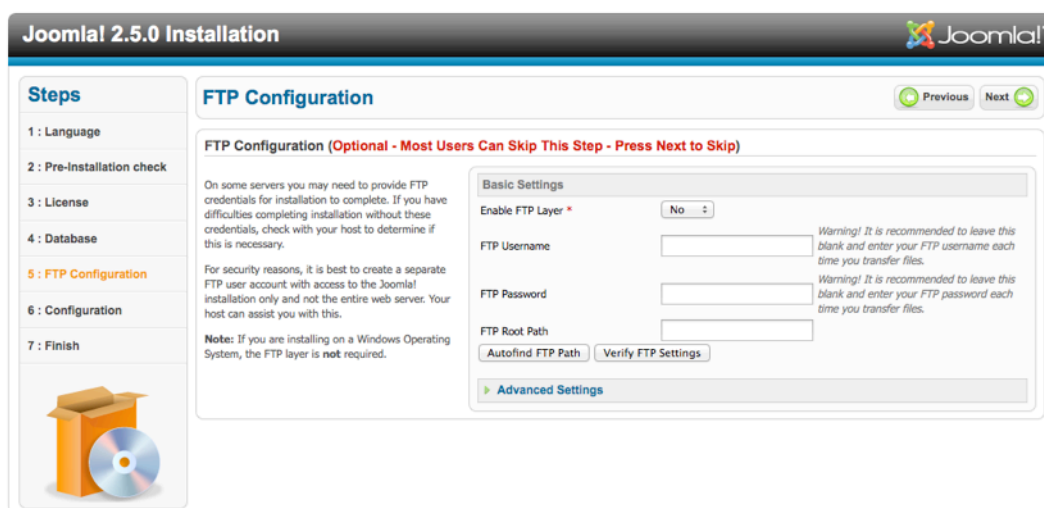 Joomla! 2.5.0 Installation
Joomla!
Steps
1 : Language
2 : Pre-Installation check
3 : License
4 : Database
5 : FTP Configuration
6 : Configuration
7 : Finish
FTP Configuration
Previous
Next
FTP Configuration (Optional - Most Users Can Skip This Step - Press Next to Skip)
On some servers you may need to provide FTP
credentials for installation to complete. If you have
difficulties completing installation without these
credentials, check with your host to determine if
this is necessary.
For security reasons, it is best to create a separate
FTP user account with access to the Joomla!
installation only and not the entire web server. Your
host can assist you with this.
Note: If you are installing on a Windows Operating
System, the FTP layer is not required.
Basic Settings
Enable FTP Layer *
No
FTP Username
Warning! It is recommended to leave this
blank and enter your FTP username each
time you transfer files.
FTP Password
Warning! It is recommended to leave this
blank and enter your FTP password each
time you transfer files.
FTP Root Path
Autofind FTP Path
Verify FTP Settings
Advanced Settings